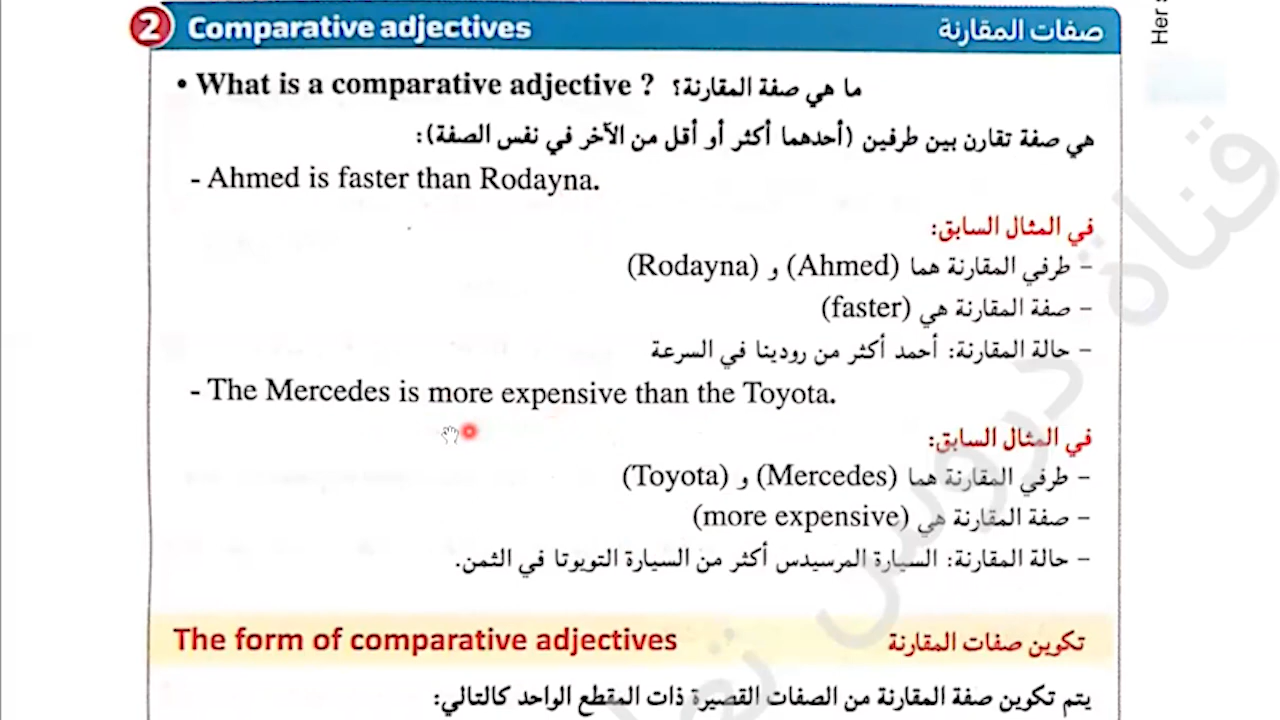 2 Comparative adjectives صفات المقارنة
Her
• What is a comparative adjective ? ما هي صفة المقارنة؟
هي صفة تقارن بين طرفين (أحدهما أكثر أو أقل من الآخر في نفس الصفة):
- Ahmed is faster than Rodayna.
في المثال السابق:
– طرفي المقارنة هما (Ahmed) و (Rodayna)
– صفة المقارنة هي (faster)
– حالة المقارنة: أحمد أكثر من رودينا في السرعة
- The Mercedes is more expensive than the Toyota.
في المثال السابق:
– طرفي المقارنة هما (Mercedes) و (Toyota)
– صفة المقارنة هي (more expensive)
– حالة المقارنة: السيارة المرسيدس أكثر من السيارة التويوتا في الثمن.
The form of comparative adjectives تكوين صفات المقارنة
يتم تكوين صفة المقارنة من الصفات القصيرة ذات المقطع الواحد كالتالي:
قناة دروس